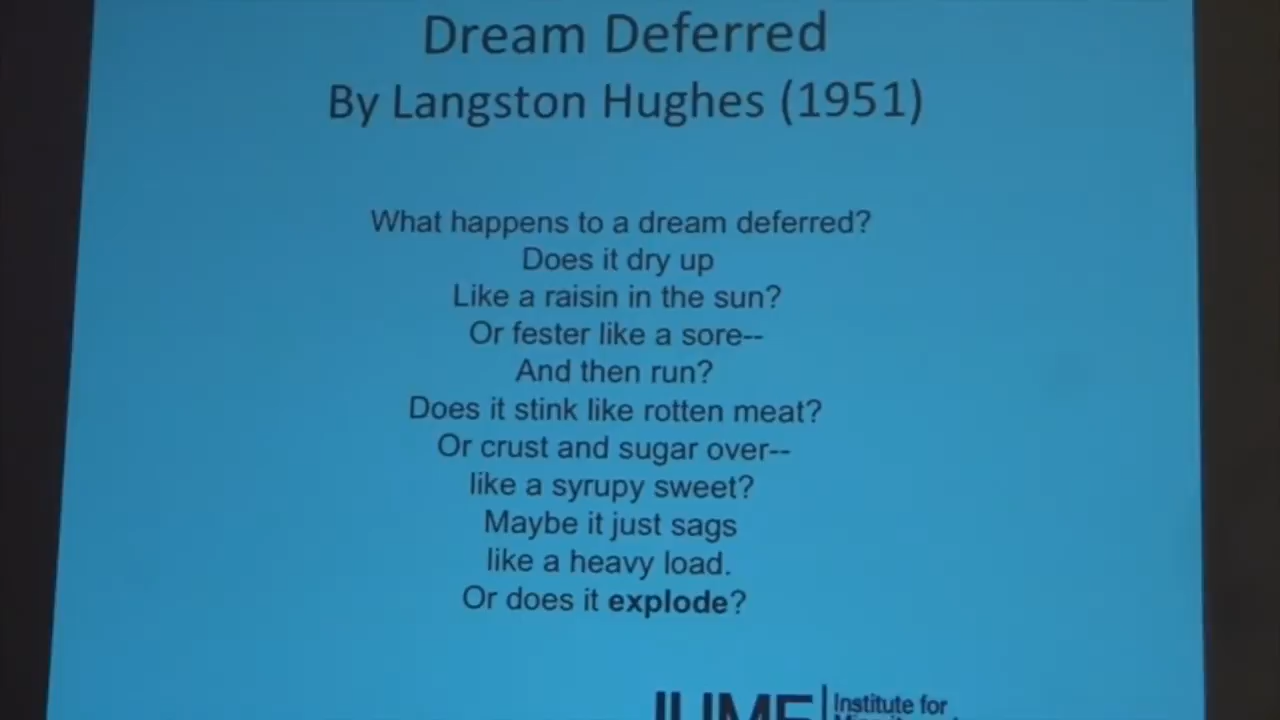 Dream Deferred
By Langston Hughes (1951)
What happens to a dream deferred?
Does it dry up
Like a raisin in the sun?
Or fester like a sore--
And then run?
Does it stink like rotten meat?
Or crust and sugar over--
like a syrupy sweet?
Maybe it just sags
like a heavy load.
Or does it explode?
Institute for